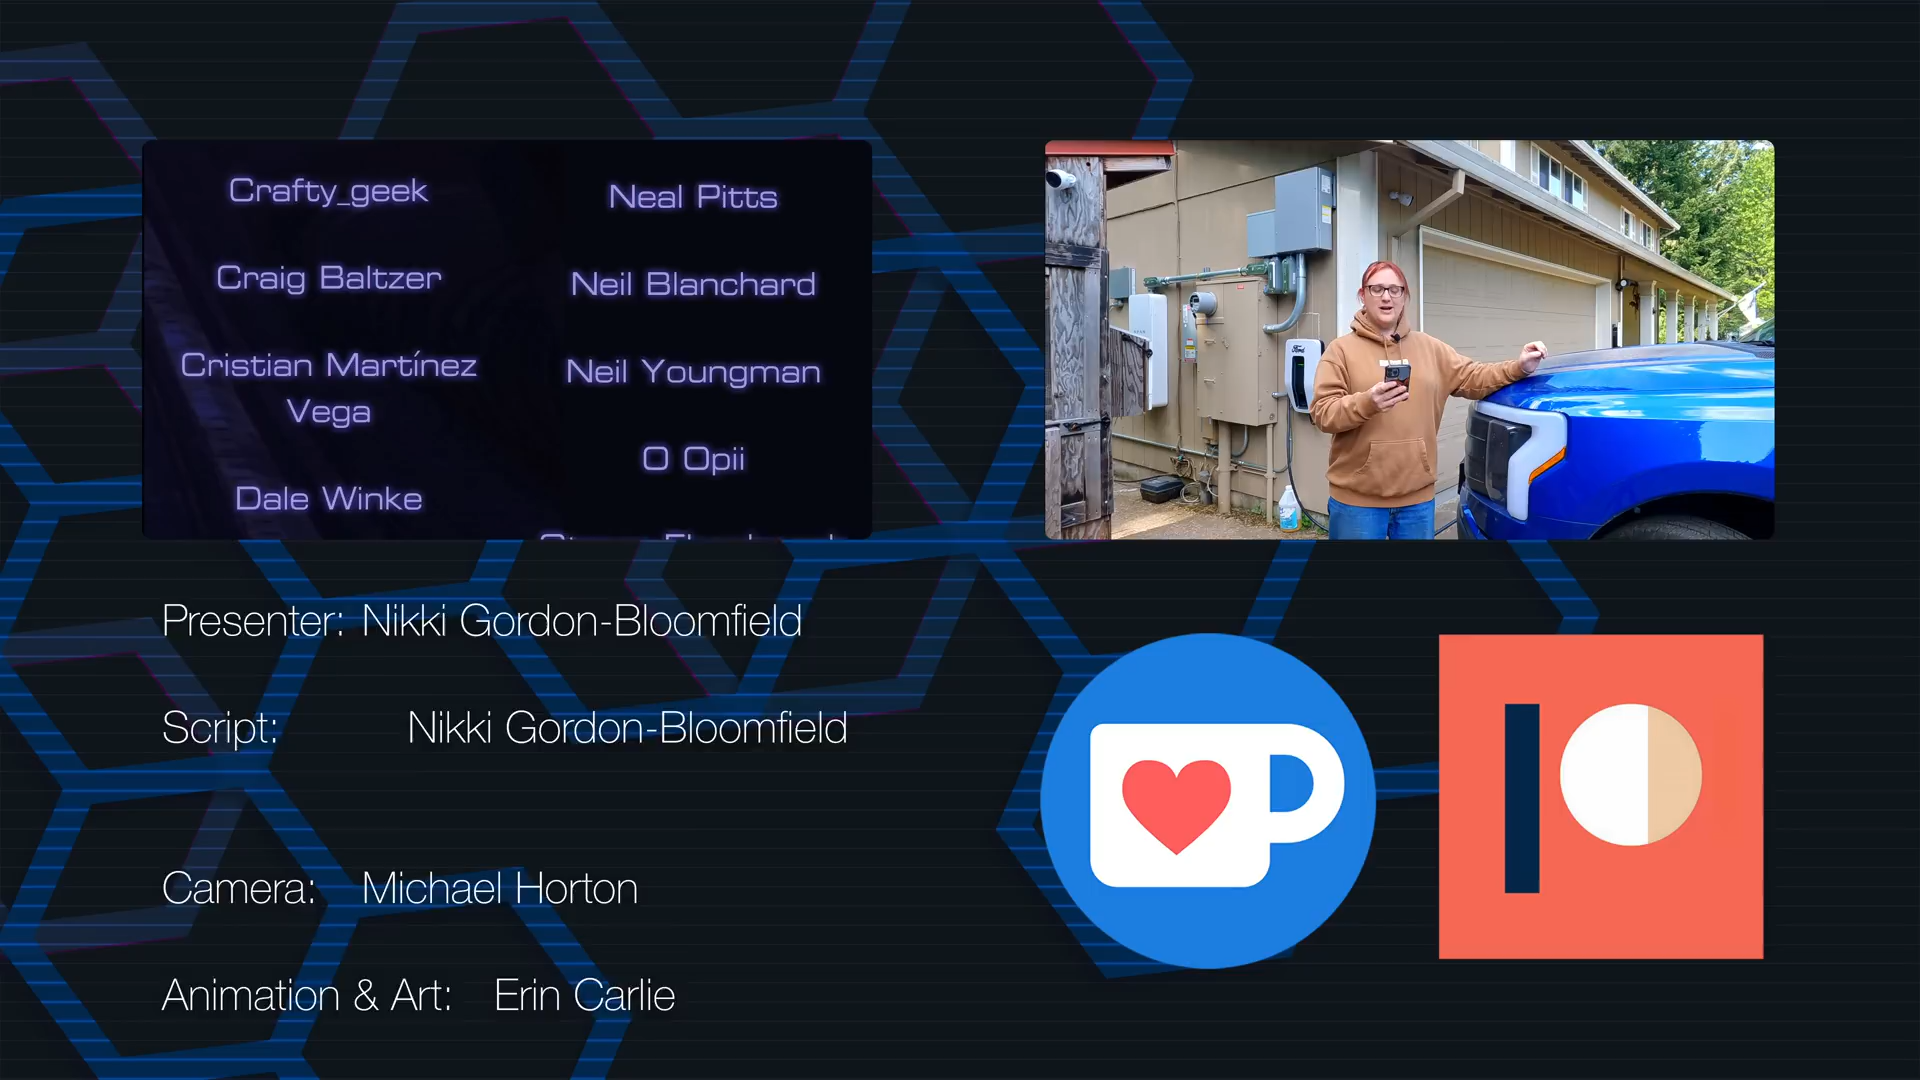 Crafty_geek
Craig Baltzer
Cristian Martínez
Vega
Dale Winke
Neal Pitts
Neil Blanchard
Neil Youngman
O Opii
Ford
Presenter: Nikki Gordon-Bloomfield
Script: Nikki Gordon-Bloomfield
Camera: Michael Horton
Animation & Art: Erin Carlie